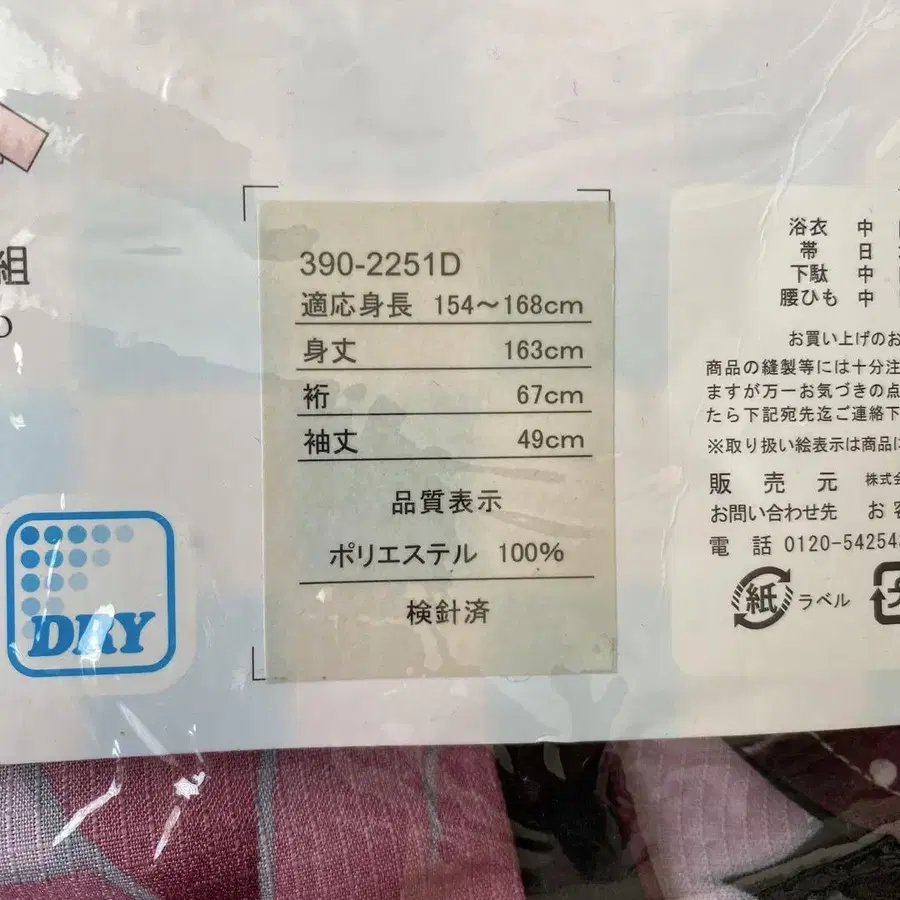 組
390-2251D
適応身長 154〜168cm
身丈 163cm
裄 67cm
袖丈 49cm
品質表示
ポリエステル 100%
検針済
DRY
浴衣 中
帯 日
下駄 中
腰ひも 中
お買い上げのお
商品の縫製等には十分注
ますが万一お気づきの点
たら下記宛先迄ご連絡下
※取り扱い絵表示は商品に
販売元 株式会
お問い合わせ先 お客
電話 0120-54254
紙 ラベル